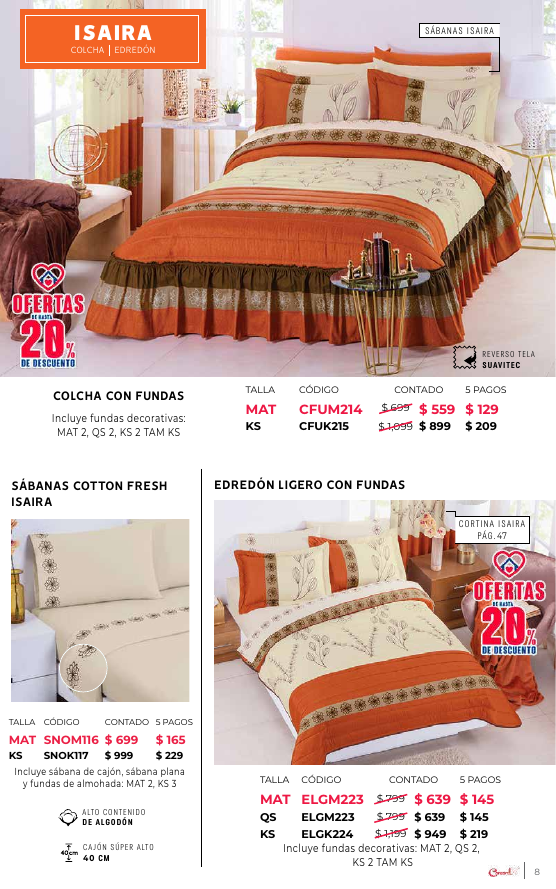 ISAIRA
COLCHA | EDREDÓN
SÁBANAS ISAIRA
OFERTAS
DE HASTA
20%
DE DESCUENTO
REVERSO TELA
SUAVITEC
COLCHA CON FUNDAS
Incluye fundas decorativas:
MAT 2, QS 2, KS 2 TAM KS
TALLA CÓDIGO CONTADO 5 PAGOS
MAT CFUM214 $ 699 $ 559 $ 129
KS CFUK215 $ 1,099 $ 899 $ 209
SÁBANAS COTTON FRESH
ISAIRA
TALLA CÓDIGO CONTADO 5 PAGOS
MAT SNOM116 $ 699 $ 165
KS SNOK117 $ 999 $ 229
Incluye sábana de cajón, sábana plana
y fundas de almohada: MAT 2, KS 3
ALTO CONTENIDO
DE ALGODÓN
40cm
CAJÓN SÚPER ALTO
40 CM
EDREDÓN LIGERO CON FUNDAS
CORTINA ISAIRA
PÁG.47
OFERTAS
DE HASTA
20%
DE DESCUENTO
TALLA CÓDIGO CONTADO 5 PAGOS
MAT ELGM223 $ 799 $ 639 $ 145
QS ELGM223 $ 799 $ 639 $ 145
KS ELGK224 $ 1,199 $ 949 $ 219
Incluye fundas decorativas: MAT 2, QS 2,
KS 2 TAM KS
8